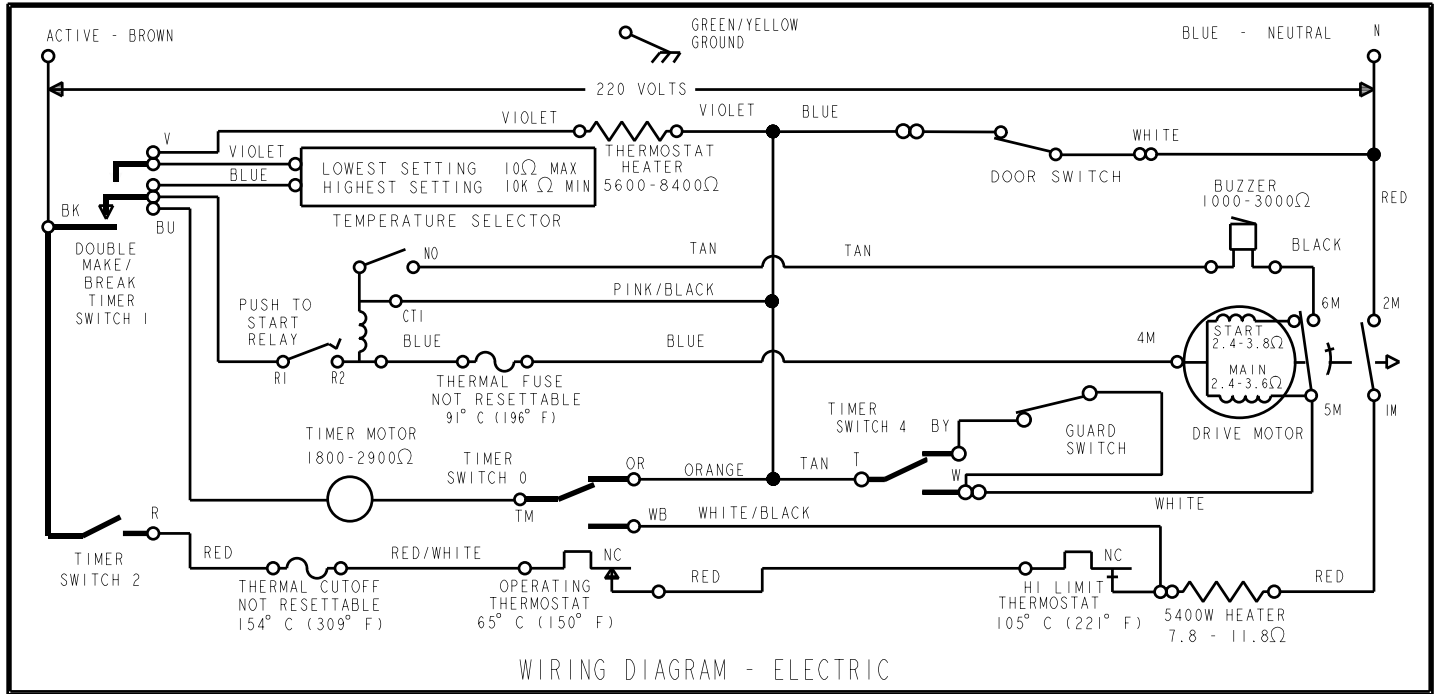 ACTIVE - BROWN
GREEN/YELLOW
GROUND
BLUE - NEUTRAL
N
220 VOLTS
V
VIOLET
VIOLET
BLUE
WHITE
VIOLET
BLUE
LOWEST SETTING 10Ω MAX
HIGHEST SETTING 10K Ω MIN
TEMPERATURE SELECTOR
THERMOSTAT
HEATER
5600-8400Ω
DOOR SWITCH
BUZZER
1000-3000Ω
RED
BK
BU
DOUBLE
MAKE/
BREAK
TIMER
SWITCH 1
NO
TAN
TAN
BLACK
PINK/BLACK
CT1
PUSH TO
START
RELAY
R1
R2
BLUE
BLUE
4M
6M
2M
START
2.4-3.8Ω
MAIN
2.4-3.6Ω
5M
1M
DRIVE MOTOR
THERMAL FUSE
NOT RESETTABLE
91° C (196° F)
TIMER
SWITCH 4
BY
GUARD
SWITCH
TIMER MOTOR
1800-2900Ω
TIMER
SWITCH 0
OR
ORANGE
TAN
T
W
WHITE
TM
WB
WHITE/BLACK
R
TIMER
SWITCH 2
RED
RED/WHITE
NC
RED
NC
RED
THERMAL CUTOFF
NOT RESETTABLE
154° C (309° F)
OPERATING
THERMOSTAT
65° C (150° F)
HI LIMIT
THERMOSTAT
105° C (221° F)
5400W HEATER
7.8 - 11.8Ω
WIRING DIAGRAM - ELECTRIC